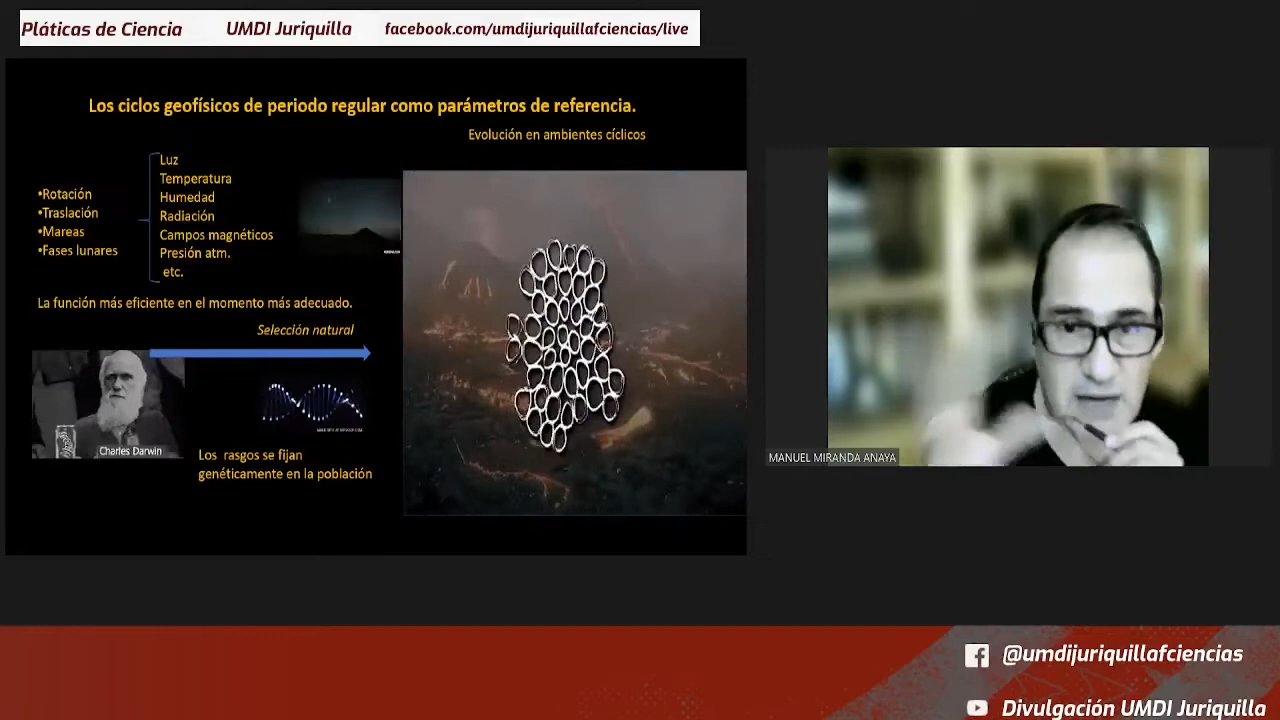 Pláticas de Ciencia UMDI Juriquilla facebook.com/umdijuriquillafciencias/live
Los ciclos geofísicos de periodo regular como parámetros de referencia.
Evolución en ambientes cíclicos
•Rotación
•Traslación
•Mareas
•Fases lunares
Luz
Temperatura
Humedad
Radiación
Campos magnéticos
Presión atm.
etc.
La función más eficiente en el momento más adecuado.
Selección natural
Charles Darwin
Los rasgos se fijan
genéticamente en la población
MANUEL MIRANDA ANAYA
@umdijuriquillafciencias
Divulgación UMDI Juriquilla